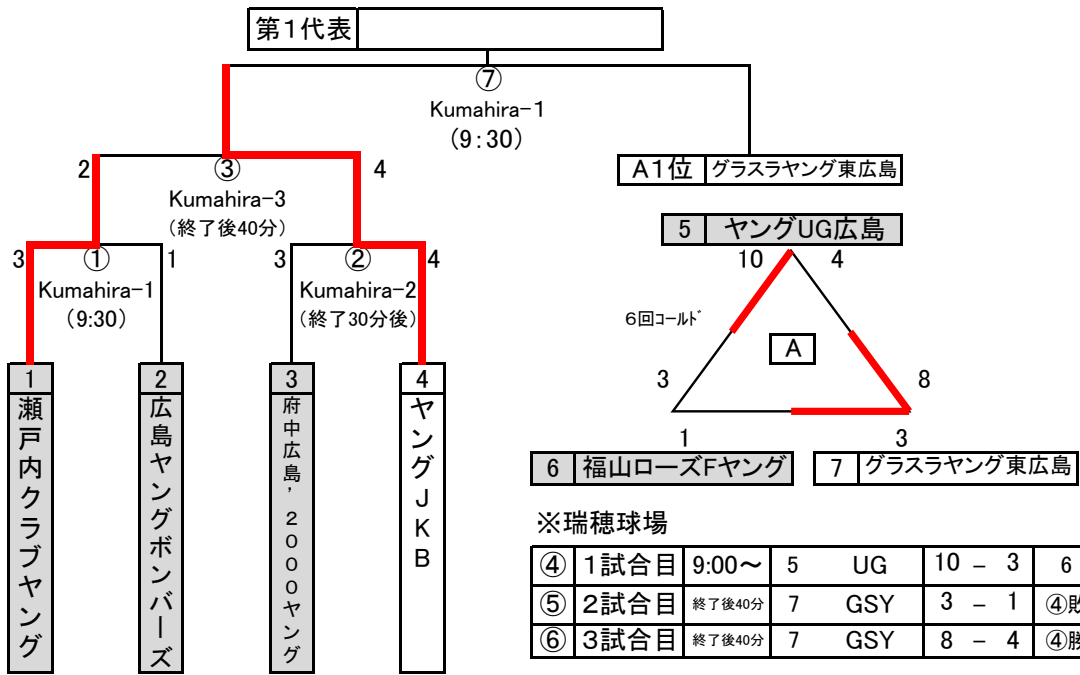 第1代表
⑦
Kumahira-1
(9:30)
2
③
4
Kumahira-3
(終了後40分)
A1位 グラスラヤング東広島
3
①
1
3
②
4
Kumahira-1
(9:30)
Kumahira-2
(終了30分後)
1
瀬戸内クラブヤング
2
広島ヤングボンバーズ
3
府中広島’2000ヤング
4
ヤングJKB
5 ヤングUG広島
10
4
6回コールド
A
3
8
1
3
6 福山ローズFヤング
7 グラスラヤング東広島
※瑞穂球場
④ 1試合目 9:00～ 5 UG 10 - 3 6
⑤ 2試合目 終了後40分 7 GSY 3 - 1 ④敗
⑥ 3試合目 終了後40分 7 GSY 8 - 4 ④勝